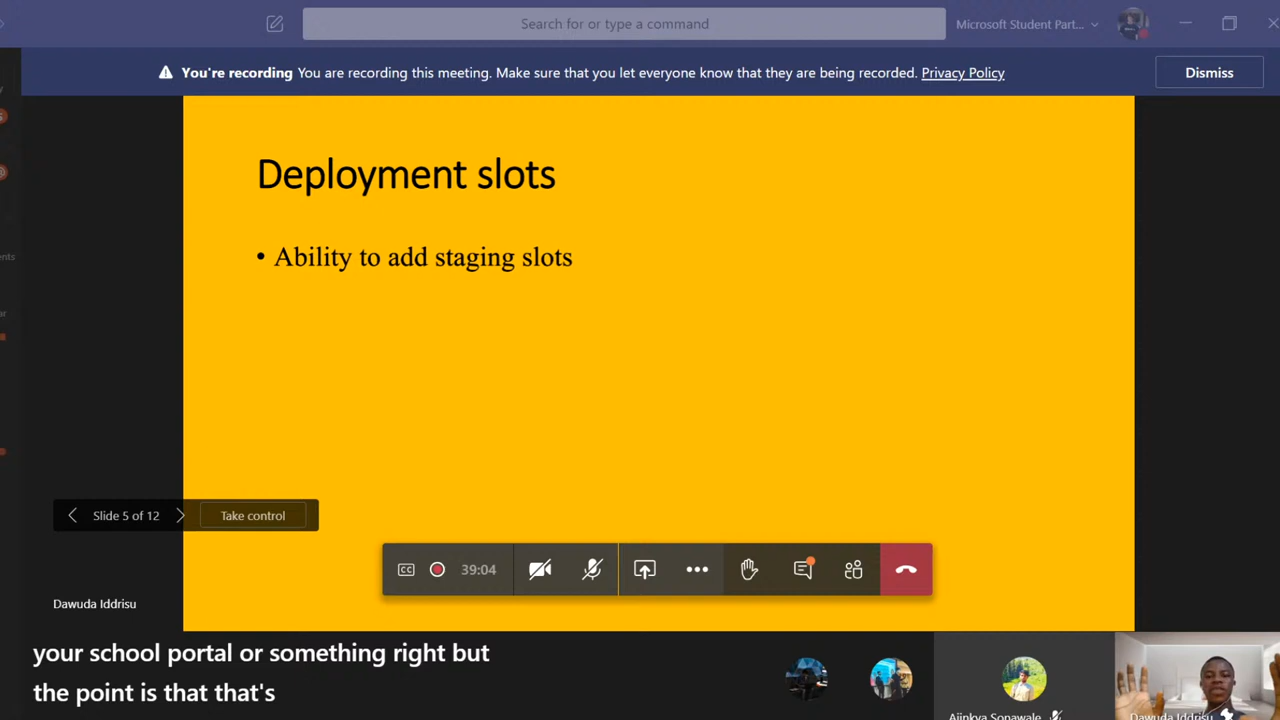 Search for or type a command
Microsoft Student Part...
You're recording You are recording this meeting. Make sure that you let everyone know that they are being recorded. Privacy Policy
Dismiss
Deployment slots
• Ability to add staging slots
Slide 5 of 12
Take control
CC
39:04
Dawuda Iddrisu
your school portal or something right but
the point is that that's
Ajinkya Sonawale
Dawuda Iddrisu
ents
ar